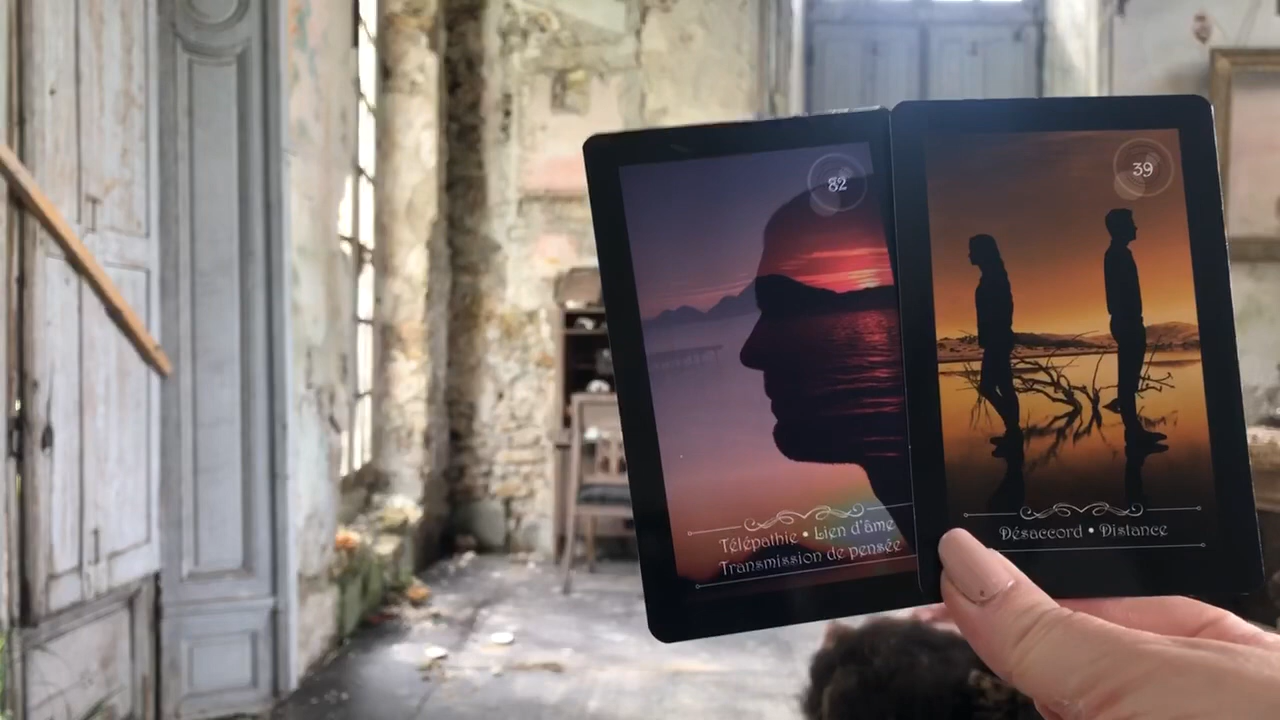 82
Télépathie • Lien d'âme
Transmission de pensée
39
Désaccord • Distance